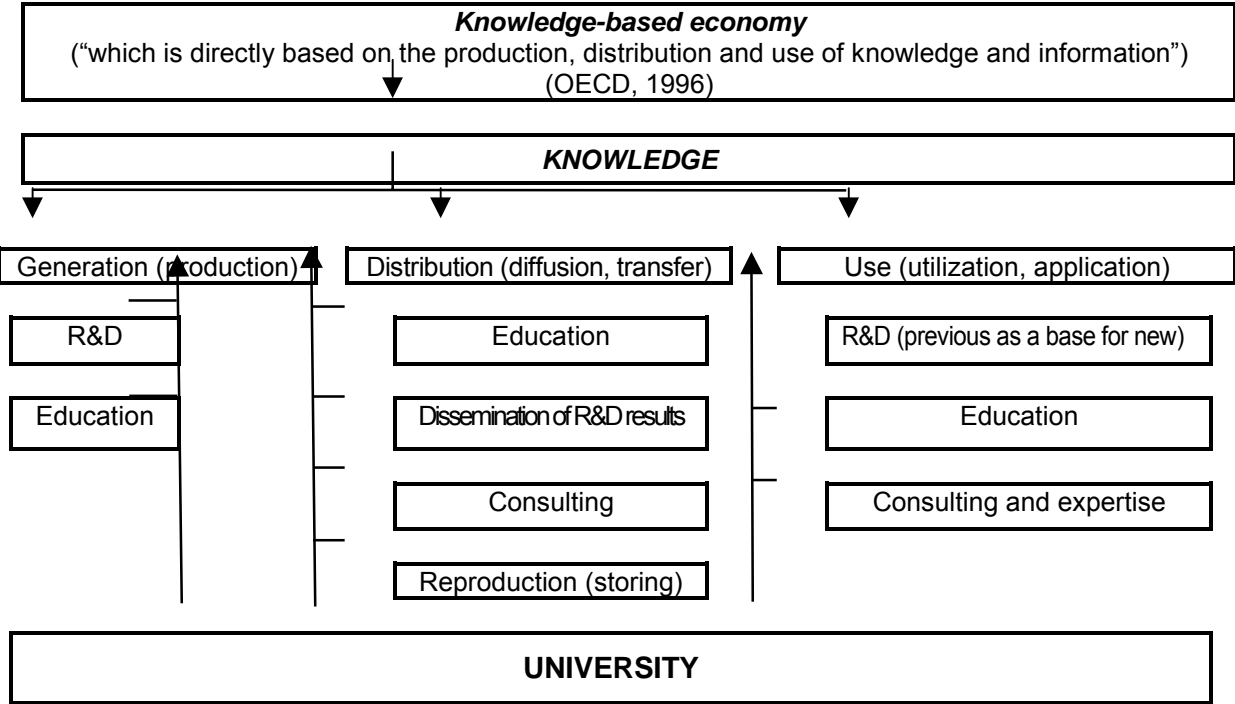 Knowledge-based economy
(“which is directly based on the production, distribution and use of knowledge and information”)
(OECD, 1996)
KNOWLEDGE
Generation (production)
Distribution (diffusion, transfer)
Use (utilization, application)
R&D
Education
R&D (previous as a base for new)
Education
Dissemination of R&D results
Education
Consulting
Consulting and expertise
Reproduction (storing)
UNIVERSITY